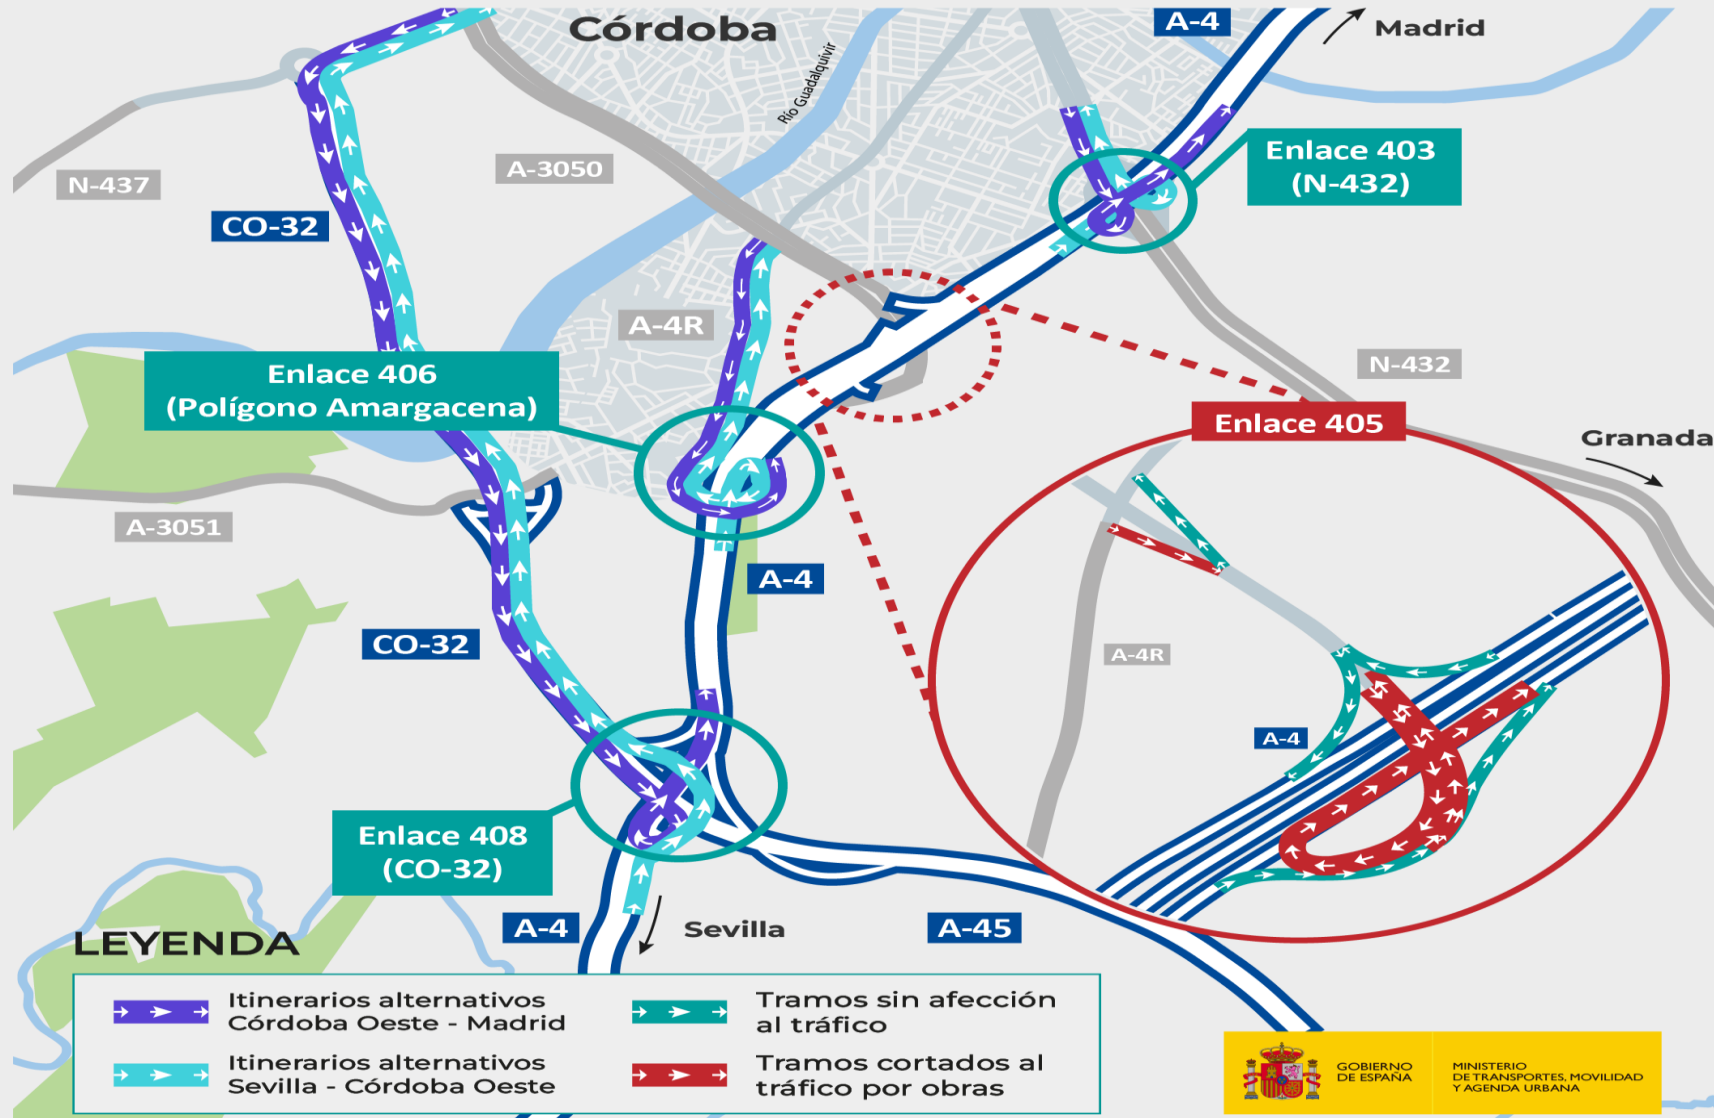 Córdoba
A-4
Madrid
Río Guadalquivir
Enlace 403
(N-432)
N-437
A-3050
CO-32
A-4R
N-432
Enlace 406
(Polígono Amargacena)
Enlace 405
Granada
A-3051
A-4
CO-32
A-4R
A-4
Enlace 408
(CO-32)
A-4
Sevilla
A-45
LEYENDA
Itinerarios alternativos
Córdoba Oeste - Madrid
Itinerarios alternativos
Sevilla - Córdoba Oeste
Tramos sin afección
al tráfico
Tramos cortados al
tráfico por obras
GOBIERNO
DE ESPAÑA
MINISTERIO
DE TRANSPORTES, MOVILIDAD
Y AGENDA URBANA